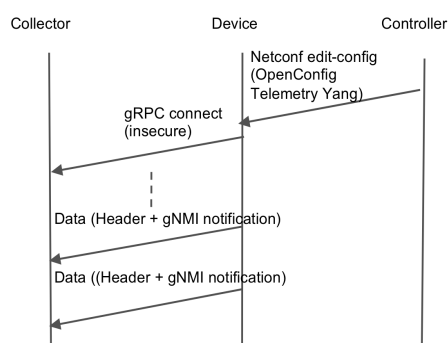 Collector
Device
Controller
Netconf edit-config
(OpenConfig
Telemetry Yang)
gRPC connect
(insecure)
Data (Header + gNMI notification)
Data ((Header + gNMI notification)